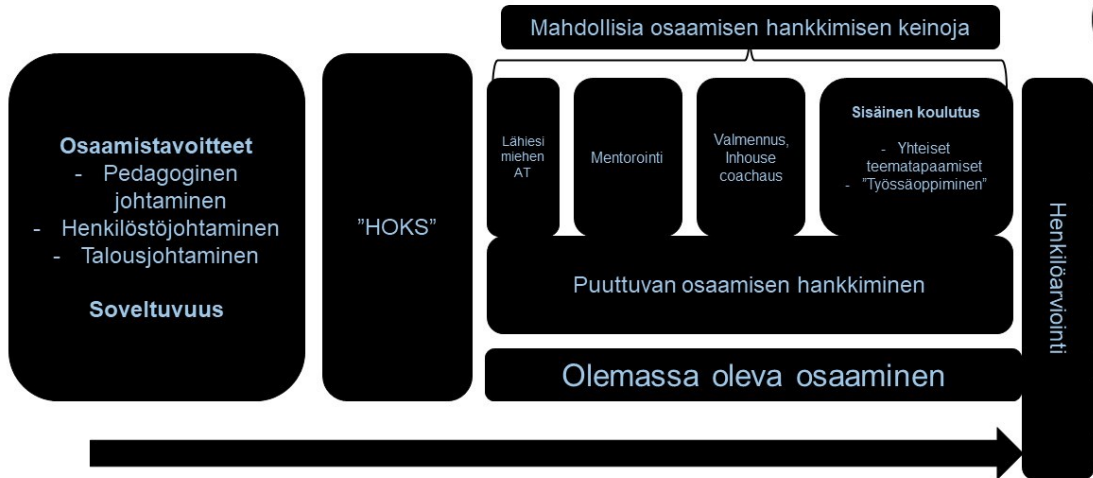 Mahdollisia osaamisen hankkimisen keinoja
Osaamistavoitteet
- Pedagoginen
johtaminen
- Henkilöstöjohtaminen
- Talousjohtaminen
Soveltuvuus
”HOKS”
Lähiesi
miehen
AT
Mentorointi
Valmennus,
Inhouse
coachaus
Sisäinen koulutus
- Yhteiset
teematapaamiset
- ”Työssäoppiminen”
Puuttuvan osaamisen hankkiminen
Olemassa oleva osaaminen
Henkilöarviointi